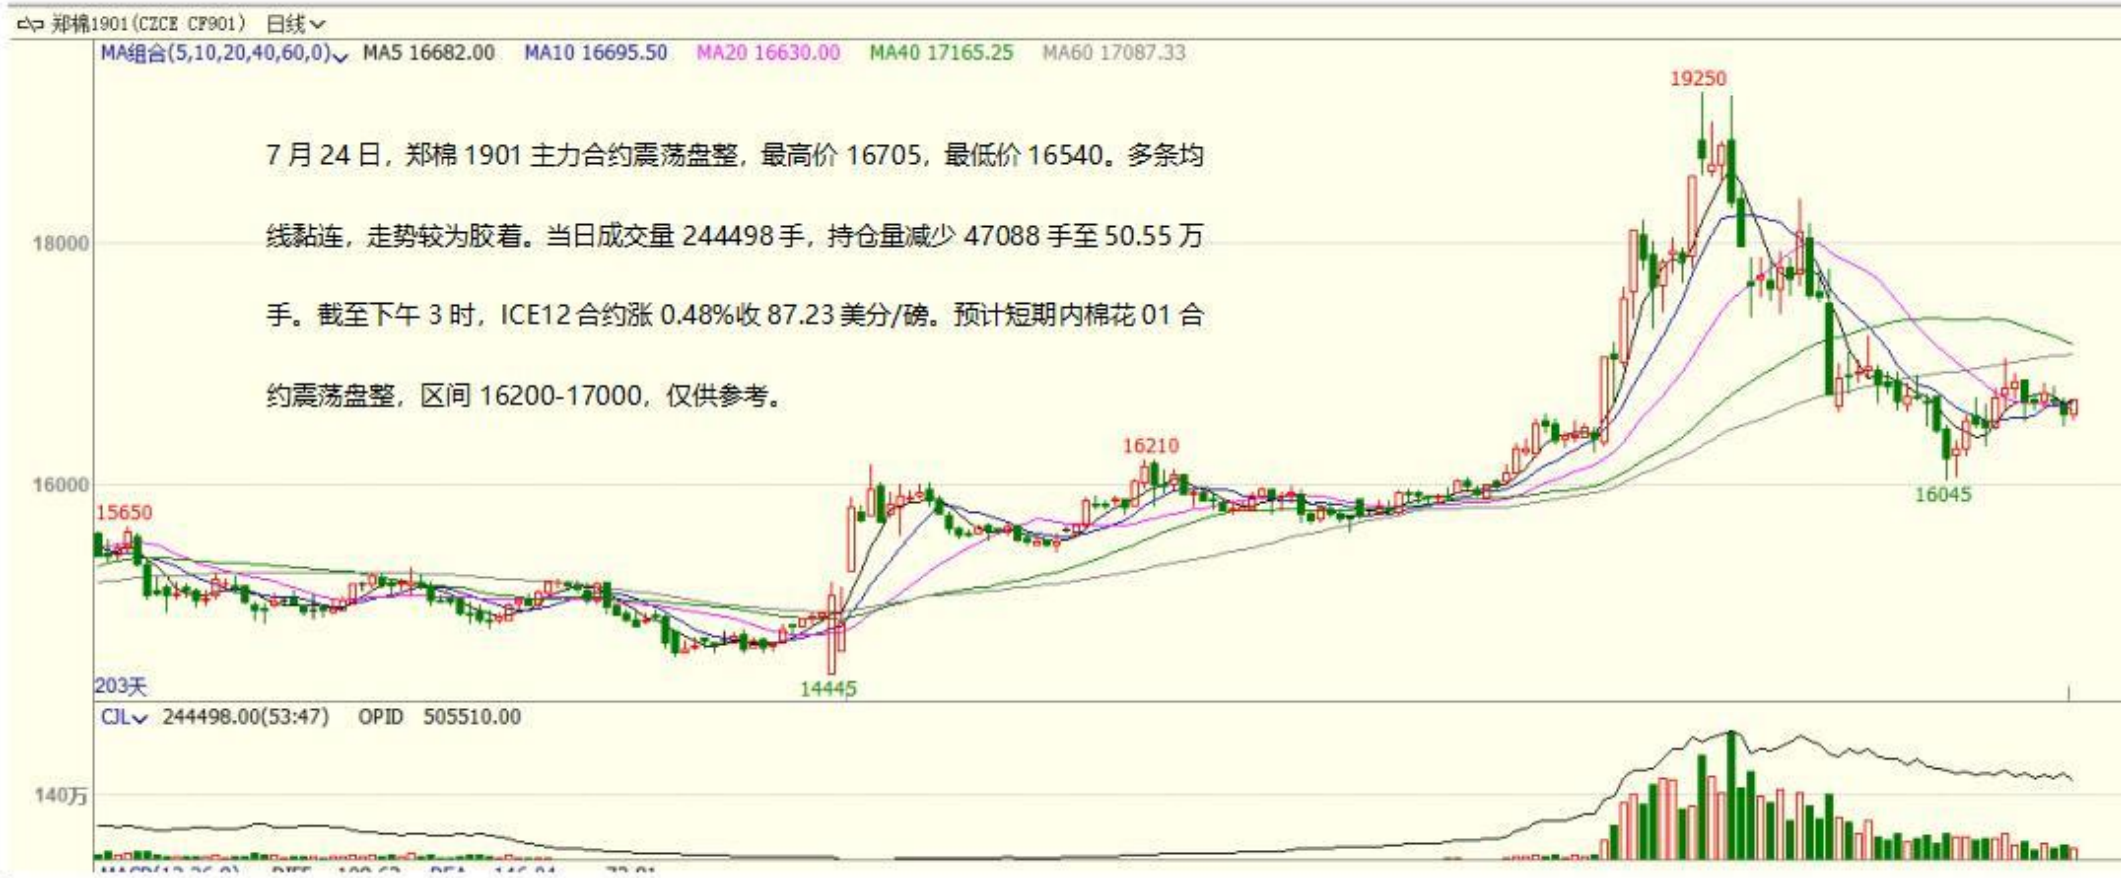 郑棉1901(CZCE CF901) 日线
MA组合(5,10,20,40,60,0) MA5 16682.00 MA10 16695.50 MA20 16630.00 MA40 17165.25 MA60 17087.33
19250
7月24日，郑棉1901主力合约震荡盘整，最高价16705，最低价16540。多条均
线黏连，走势较为胶着。当日成交量244498手，持仓量减少47088手至50.55万
18000
手。截至下午3时，ICE12合约涨0.48%收87.23美分/磅。预计短期内棉花01合
约震荡盘整，区间16200-17000，仅供参考。
16210
16000
16045
15650
203天
14445
CJL 244498.00(53:47) OPID 505510.00
140万